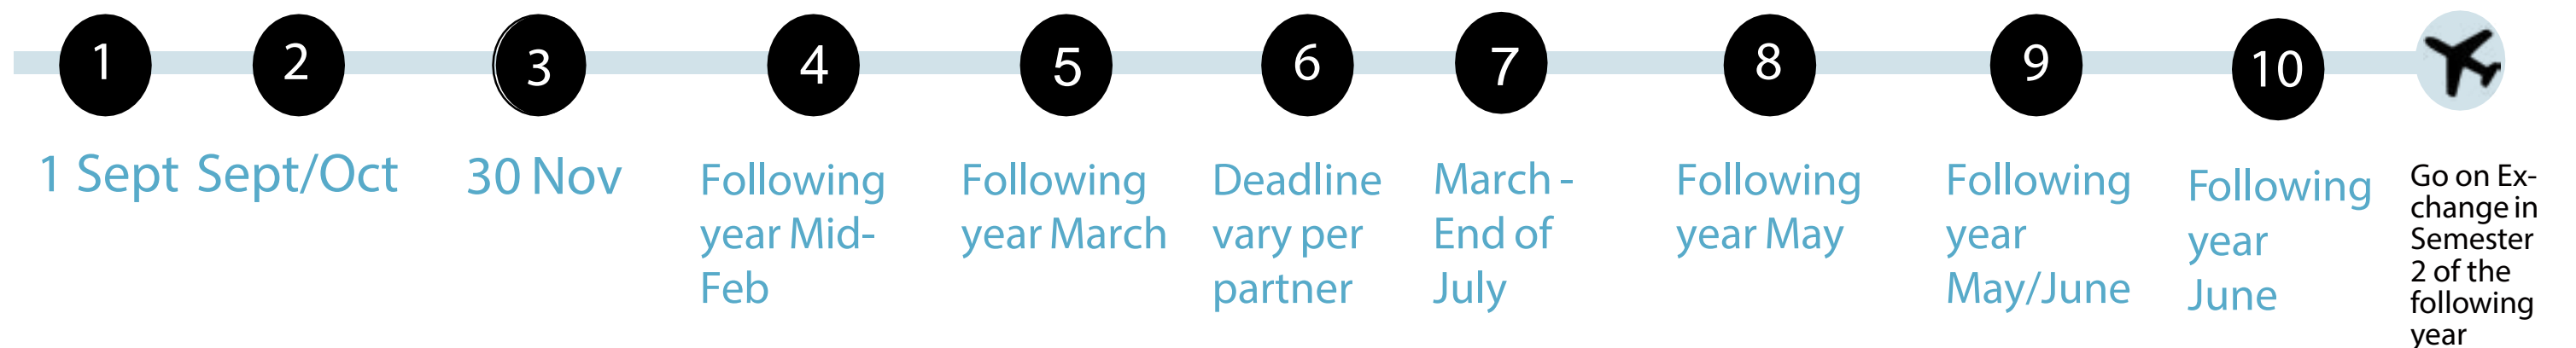 1
2
3
4
5
6
7
8
9
10
1 Sept
Sept/Oct
30 Nov
Following
year Mid-
Feb
Following
year March
Deadline
vary per
partner
March -
End of
July
Following
year May
Following
year
May/June
Following
year
June
Go on Ex-
change in
Semester
2 of the
following
year